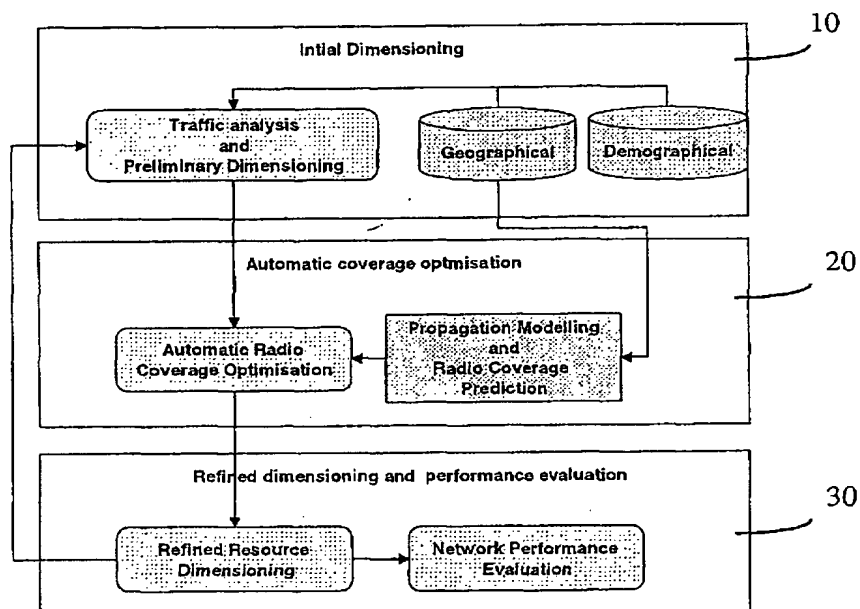 Intial Dimensioning
10
Traffic analysis
and
Preliminary Dimensioning
Geographical
Demographical
Automatic coverage optmisation
20
Automatic Radio
Coverage Optimisation
Propagation Modelling
and
Radio Coverage
Prediction
Refined dimensioning and performance evaluation
30
Refined Resource
Dimensioning
Network Performance
Evaluation